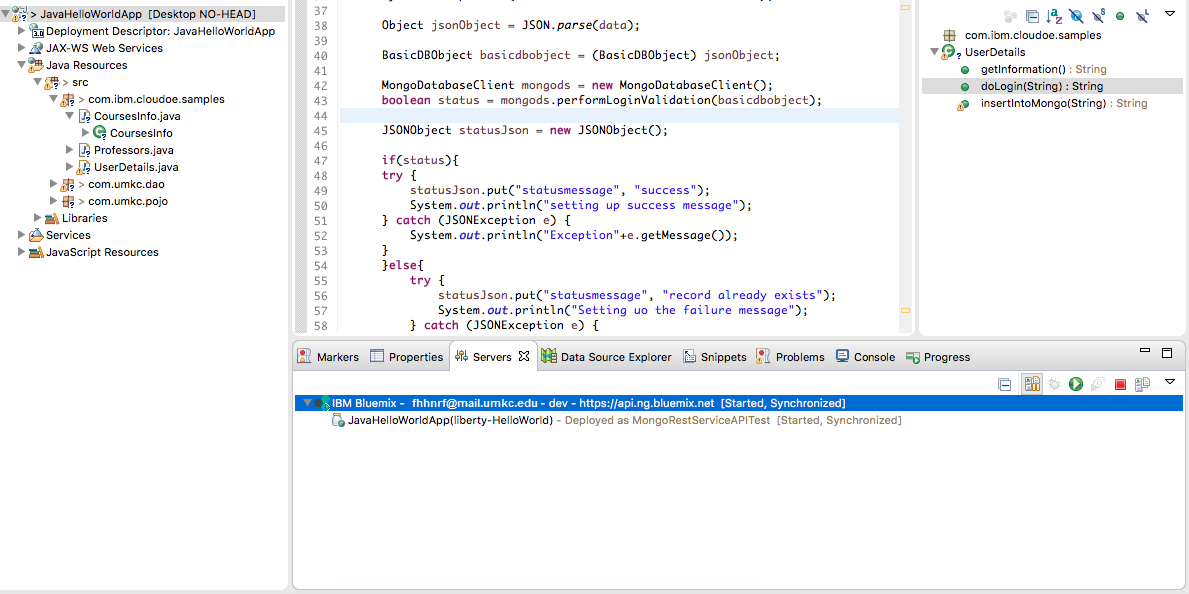 > JavaHelloWorldApp [Desktop NO-HEAD]
Deployment Descriptor: JavaHelloWorldApp
JAX-WS Web Services
Java Resources
> src
> com.ibm.cloudoe.samples
CoursesInfo.java
CoursesInfo
Professors.java
UserDetails.java
> com.umkc.dao
> com.umkc.pojo
Libraries
Services
JavaScript Resources
37
38 Object jsonObject = JSON.parse(data);
39
40 BasicDBObject basicdbobject = (BasicDBObject) jsonObject;
41
42 MongoDatabaseClient mongods = new MongoDatabaseClient();
43 boolean status = mongods.performLoginValidation(basicdbobject);
44
45 JSONObject statusJson = new JSONObject();
46
47 if(status){
48 try {
49 statusJson.put("statusmessage", "success");
50 System.out.println("setting up success message");
51 } catch (JSONException e) {
52 System.out.println("Exception"+e.getMessage());
53 }
54 }else{
55 try {
56 statusJson.put("statusmessage", "record already exists");
57 System.out.println("Setting uo the failure message");
58 } catch (JSONException e) {
com.ibm.cloudoe.samples
UserDetails
getInformation() : String
doLogin(String) : String
insertIntoMongo(String) : String
Markers Properties Servers Data Source Explorer Snippets Problems Console Progress
IBM Bluemix - fhhnrf@mail.umkc.edu - dev - https://api.ng.bluemix.net [Started, Synchronized]
JavaHelloWorldApp(liberty-HelloWorld) - Deployed as MongoRestServiceAPITest [Started, Synchronized]